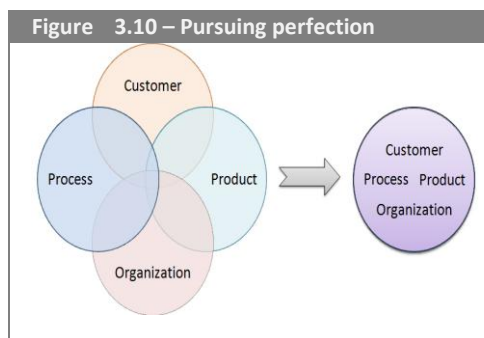 Figure 3.10 – Pursuing perfection
Customer
Process
Product
Organization
Customer
Process Product
Organization